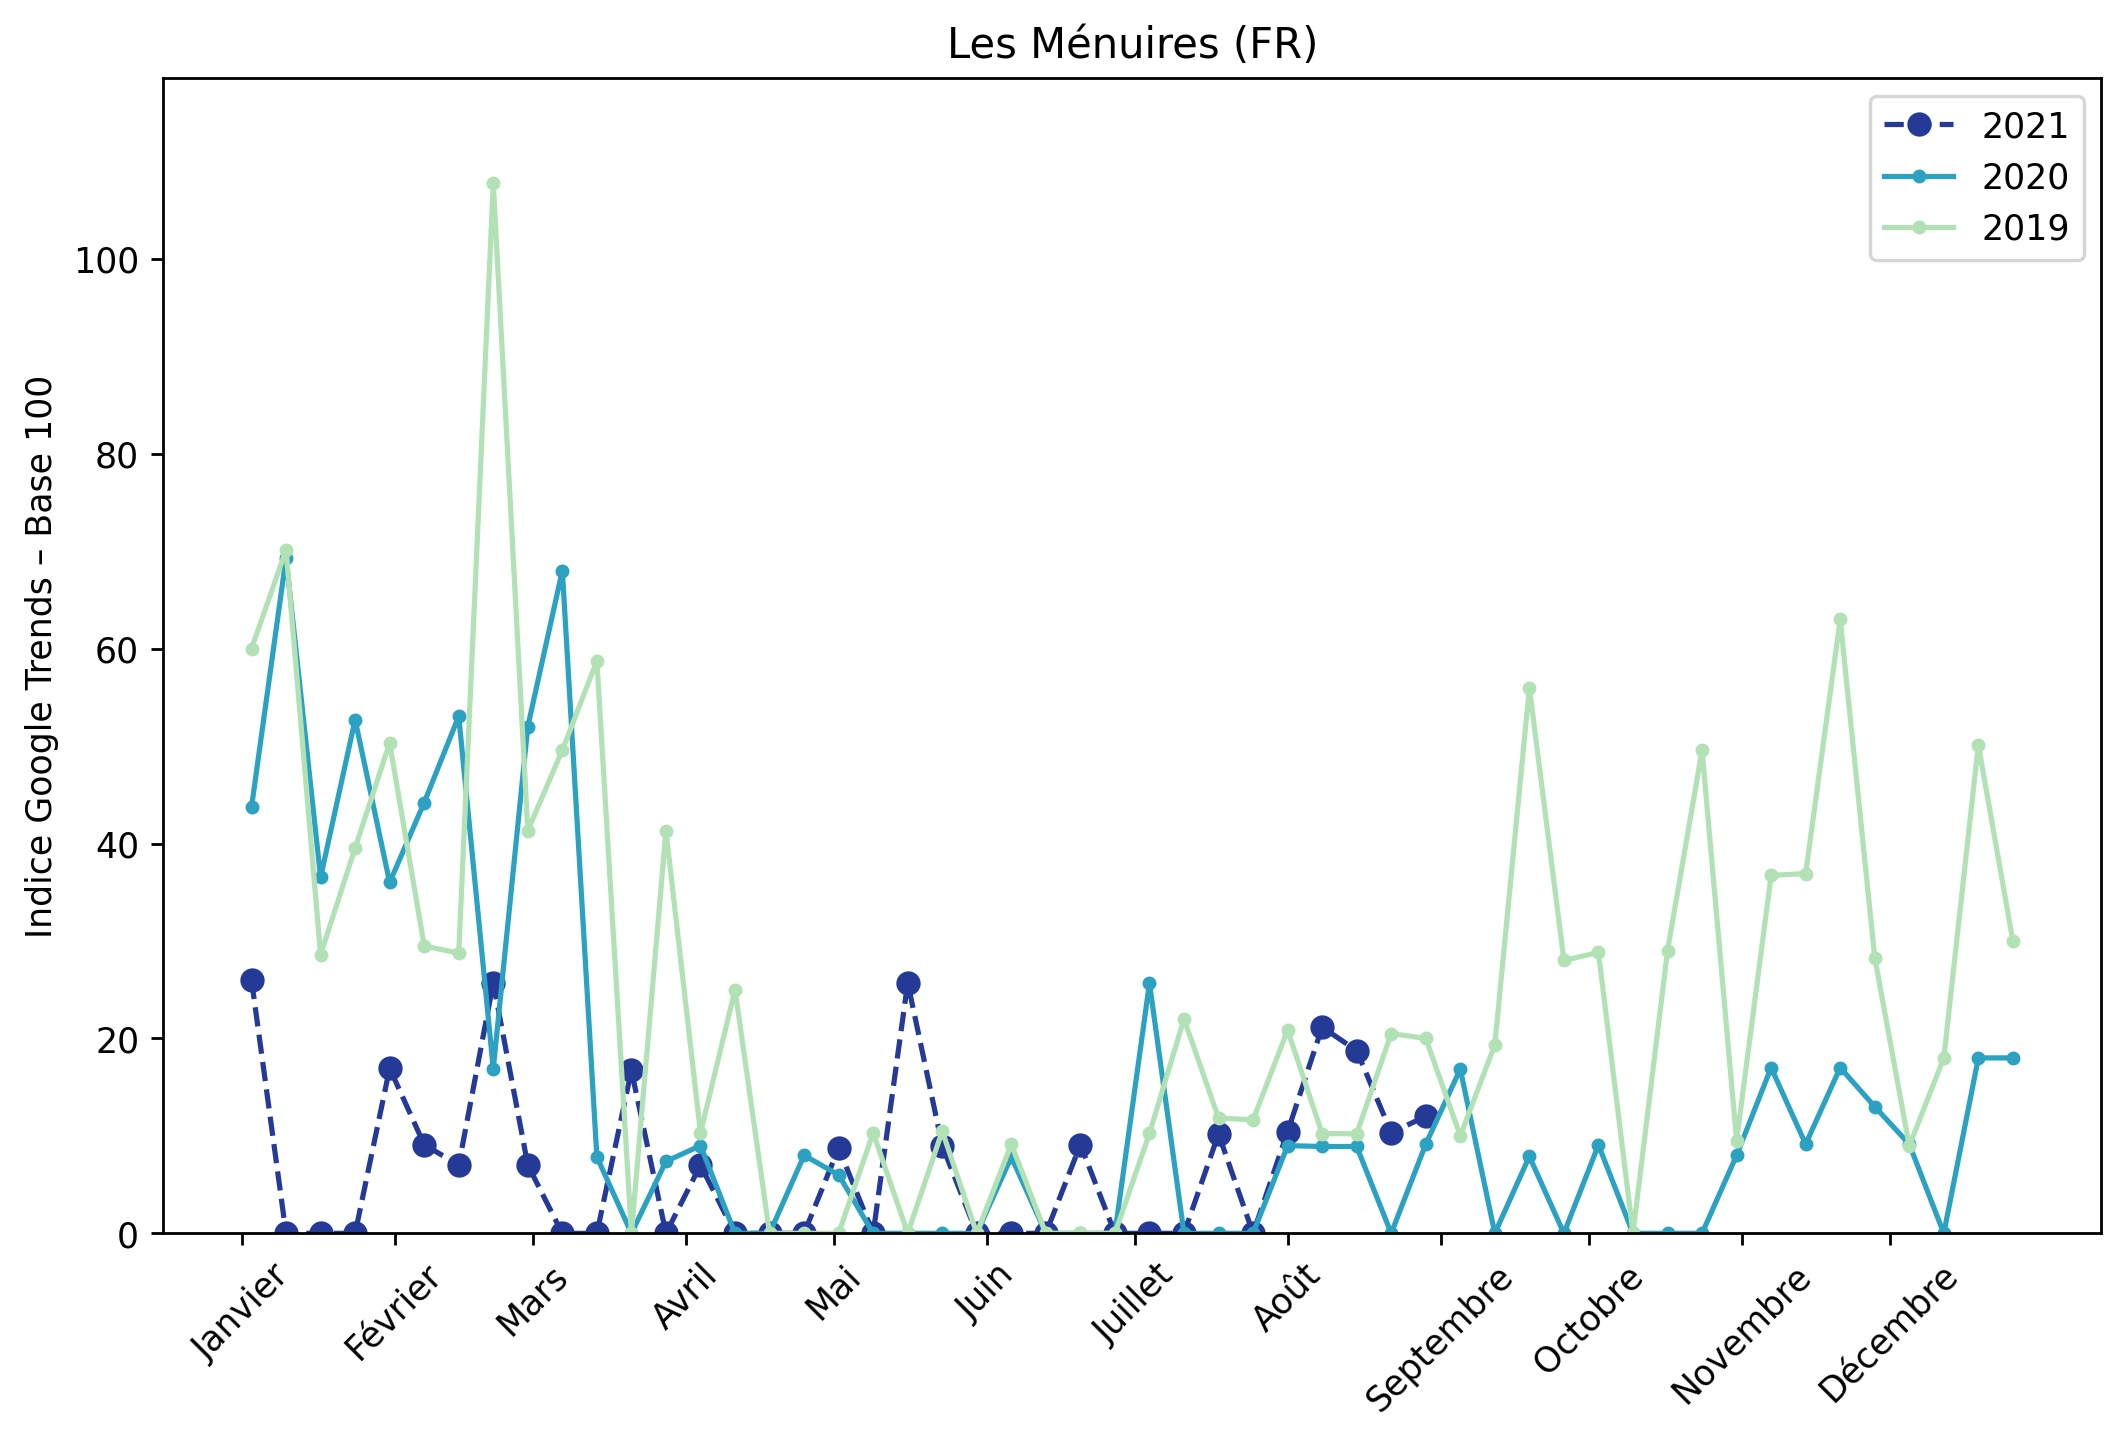 Les Ménuires (FR)
2021
2020
2019
Indice Google Trends – Base 100
100
80
60
40
20
0
Janvier
Février
Mars
Avril
Mai
Juin
Juillet
Août
Septembre
Octobre
Novembre
Décembre